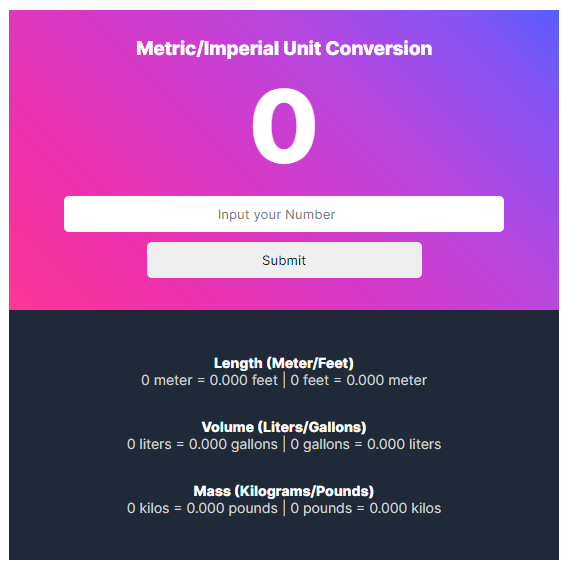 Metric/Imperial Unit Conversion
0
Input your Number
Submit
Length (Meter/Feet)
0 meter = 0.000 feet | 0 feet = 0.000 meter
Volume (Liters/Gallons)
0 liters = 0.000 gallons | 0 gallons = 0.000 liters
Mass (Kilograms/Pounds)
0 kilos = 0.000 pounds | 0 pounds = 0.000 kilos